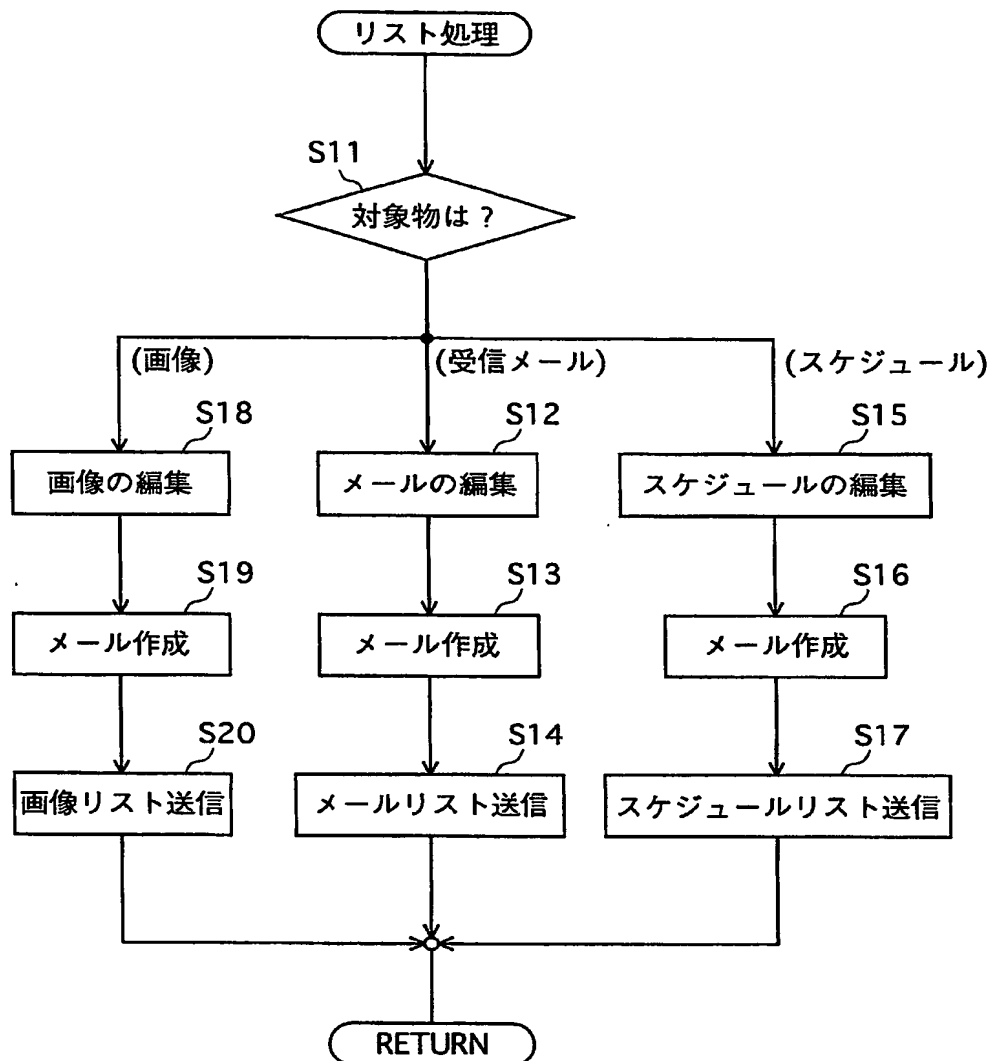 リスト処理
S11
対象物は？
(画像)
(受信メール)
(スケジュール)
S18
S12
S15
画像の編集
メールの編集
スケジュールの編集
S19
S13
S16
メール作成
メール作成
メール作成
S20
S14
S17
画像リスト送信
メールリスト送信
スケジュールリスト送信
RETURN